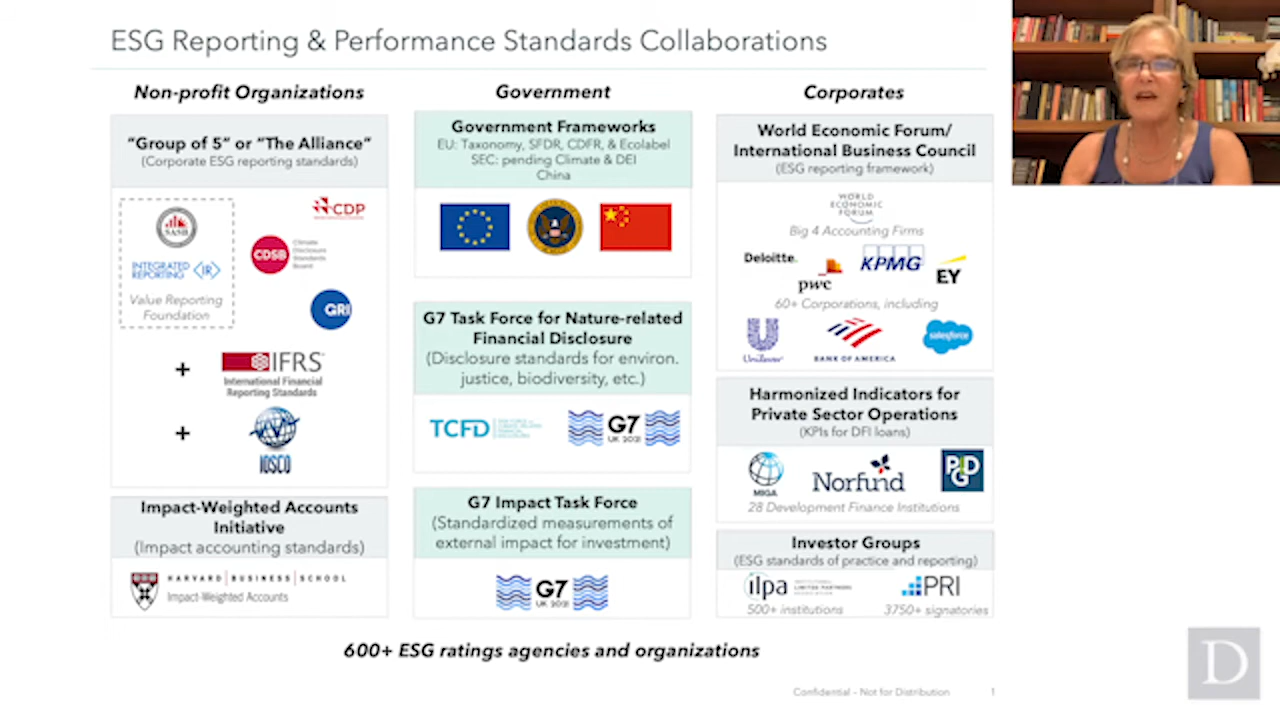 ESG Reporting & Performance Standards Collaborations
Non-profit Organizations
“Group of 5” or “The Alliance”
(Corporate ESG reporting standards)
SASB
CDP
INTEGRATED
REPORTING
<IR>
CDSB
Climate
Disclosure
Standards
Board
Value Reporting
Foundation
GRI
+
IFRS
International Financial
Reporting Standards
+
IOSCO
Impact-Weighted Accounts
Initiative
(Impact accounting standards)
HARVARD | BUSINESS | SCHOOL
Impact-Weighted Accounts
Government
Government Frameworks
EU: Taxonomy, SFDR, CDFR, & Ecolabel
SEC: pending Climate & DEI
China
G7 Task Force for Nature-related
Financial Disclosure
(Disclosure standards for environ.
justice, biodiversity, etc.)
TCFD
G7
UK 2021
G7 Impact Task Force
(Standardized measurements of
external impact for investment)
G7
UK 2021
Corporates
World Economic Forum/
International Business Council
(ESG reporting framework)
WORLD
ECONOMIC
FORUM
Big 4 Accounting Firms
Deloitte.
pwc
KPMG
EY
60+ Corporations, including
Unilever
BANK OF AMERICA
salesforce
Harmonized Indicators for
Private Sector Operations
(KPIs for DFI loans)
MIGA
Norfund
PIDG
28 Development Finance Institutions
Investor Groups
(ESG standards of practice and reporting)
ilpa
INSTITUTIONAL
LIMITED PARTNERS
ASSOCIATION
PRI
500+ institutions
3750+ signatories
600+ ESG ratings agencies and organizations
Confidential - Not for Distribution
1
D